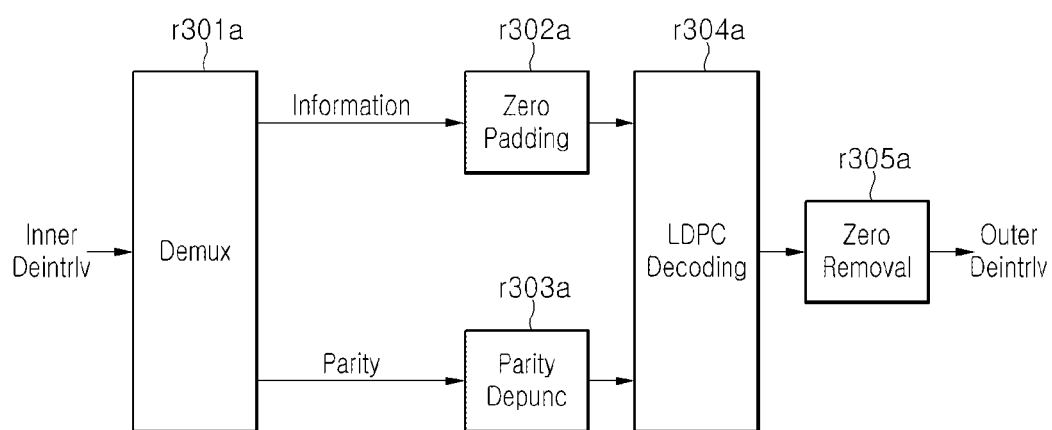 r301a
r302a
r304a
Information
Zero
Padding
r305a
Inner
Deintrlv
Demux
LDPC
Decoding
Zero
Removal
Outer
Deintrlv
r303a
Parity
Parity
Depunc